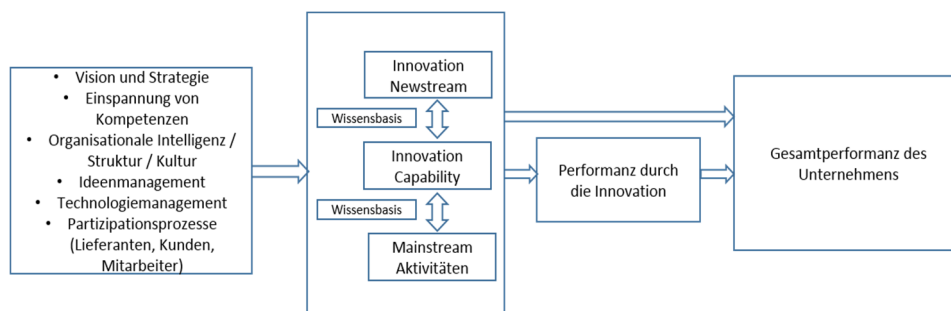 • Vision und Strategie
• Einspannung von
Kompetenzen
• Organisationale Intelligenz /
Struktur / Kultur
• Ideenmanagement
• Technologiemanagement
• Partizipationsprozesse
(Lieferanten, Kunden,
Mitarbeiter)
Innovation
Newstream
Wissensbasis
Innovation
Capability
Wissensbasis
Mainstream
Aktivitäten
Performanz durch
die Innovation
Gesamtperformanz des
Unternehmens